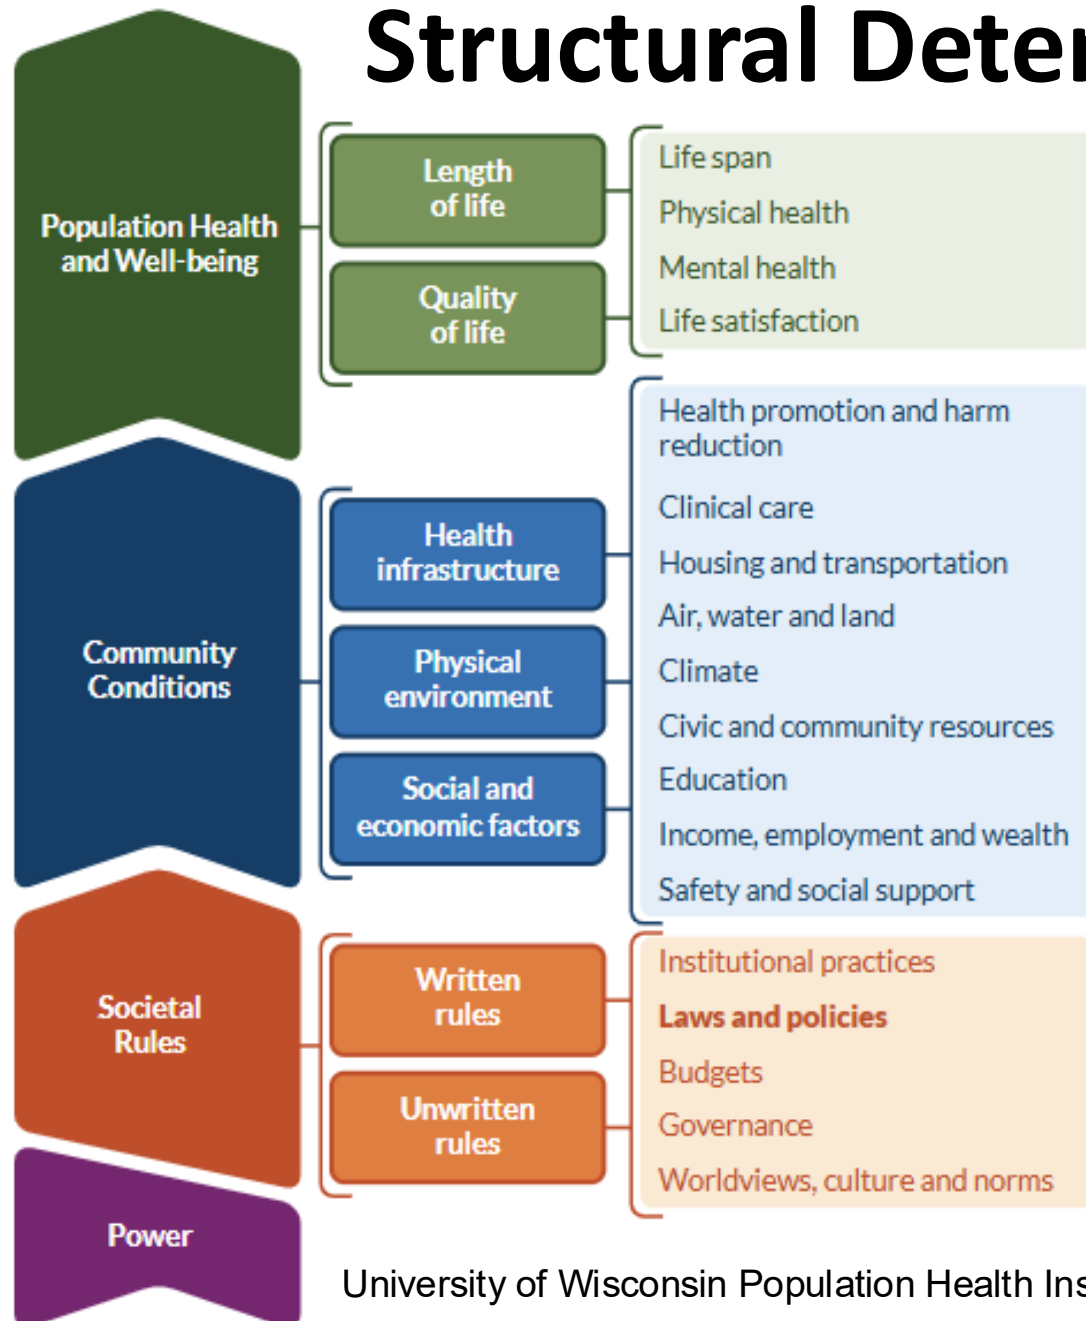 Structural Deter
Population Health
and Well-being
Length
of life
Quality
of life
Life span
Physical health
Mental health
Life satisfaction
Community
Conditions
Health
infrastructure
Physical
environment
Social and
economic factors
Health promotion and harm
reduction
Clinical care
Housing and transportation
Air, water and land
Climate
Civic and community resources
Education
Income, employment and wealth
Safety and social support
Societal
Rules
Written
rules
Unwritten
rules
Institutional practices
Laws and policies
Budgets
Governance
Worldviews, culture and norms
Power
University of Wisconsin Population Health Ins